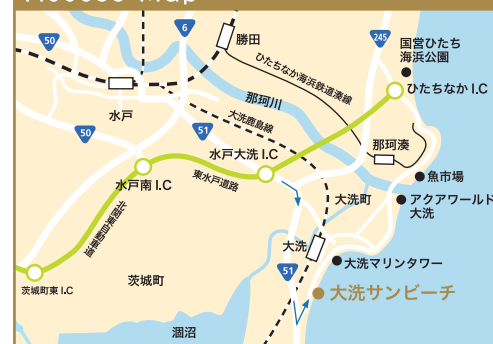 Access Map
50
6
勝田
245
国営ひたち
海浜公園
ひたちなか海浜鉄道湊線
ひたちなかI.C
水戸
那珂川
大洗鹿島線
50
51
水戸大洗I.C
那珂湊
水戸南I.C
東水戸道路
魚市場
大洗町
アクアワールド
大洗
北関東自動車道
大洗
大洗マリンタワー
51
茨城町東I.C
茨城町
大洗サンビーチ
涸沼